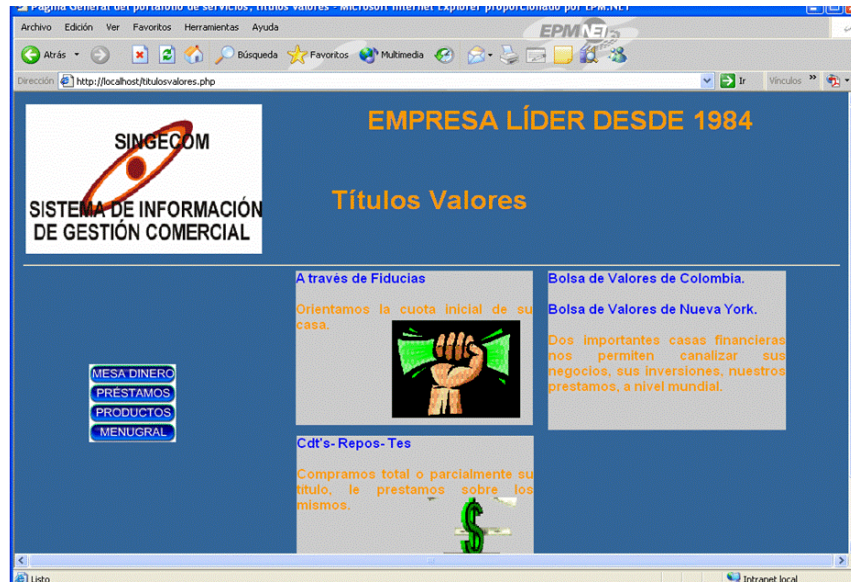 Página General del portafolio de servicios, Títulos Valores - Microsoft Internet Explorer proporcionado por EPM.NET
Archivo Edición Ver Favoritos Herramientas Ayuda
EPM.NET
Atrás Búsqueda Favoritos Multimedia
Dirección http://localhost/titulosvalores.php Ir Vínculos »
SINGECOM
SISTEMA DE INFORMACIÓN
DE GESTIÓN COMERCIAL
EMPRESA LÍDER DESDE 1984
Títulos Valores
MESA DINERO
PRÉSTAMOS
PRODUCTOS
MENUGRAL
A través de Fiducias
Orientamos la cuota inicial de su
casa.
Bolsa de Valores de Colombia.
Bolsa de Valores de Nueva York.
Dos importantes casas financieras
nos permiten canalizar sus
negocios, sus inversiones, nuestros
prestamos, a nivel mundial.
Cdt's- Repos- Tes
Compramos total o parcialmente su
título, le prestamos sobre los
mismos.
Listo
Intranet local